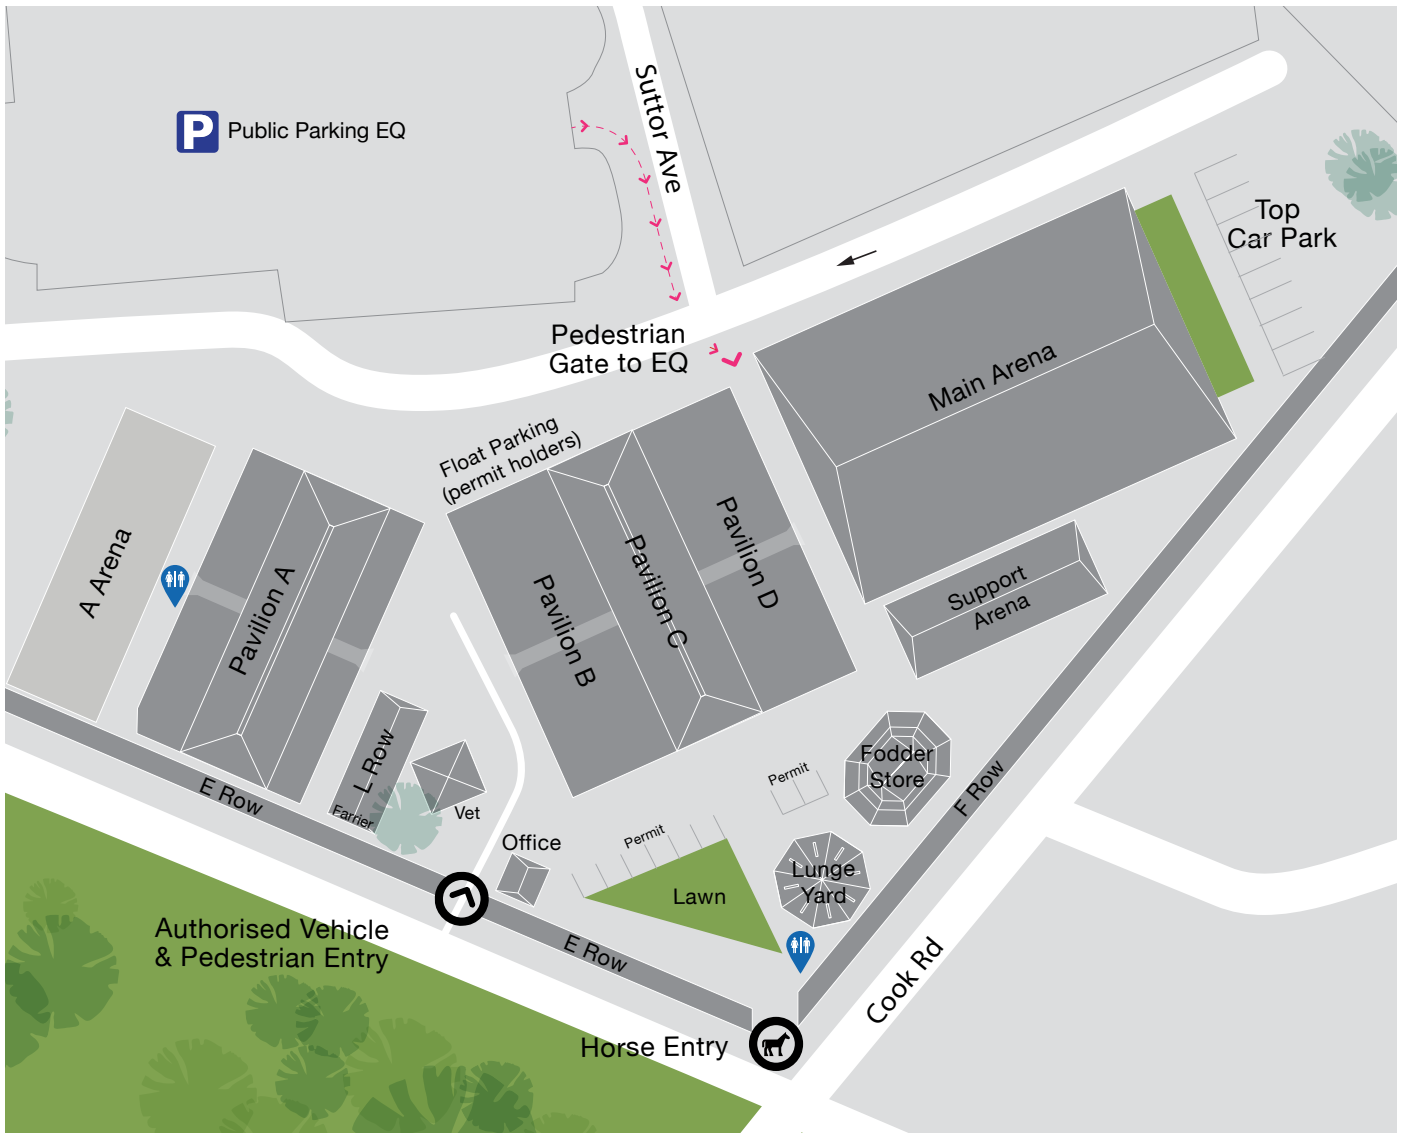 P Public Parking EQ
Suttor Ave
Top
Car Park
Pedestrian
Gate to EQ
Main Arena
Float Parking
(permit holders)
A Arena
Pavilion A
Pavilion B
Pavilion C
Pavilion D
Support
Arena
L Row
Farrier
Vet
Fodder
Store
Permit
F Row
E Row
Office
Permit
Lunge
Yard
Lawn
Authorised Vehicle
& Pedestrian Entry
E Row
Cook Rd
Horse Entry